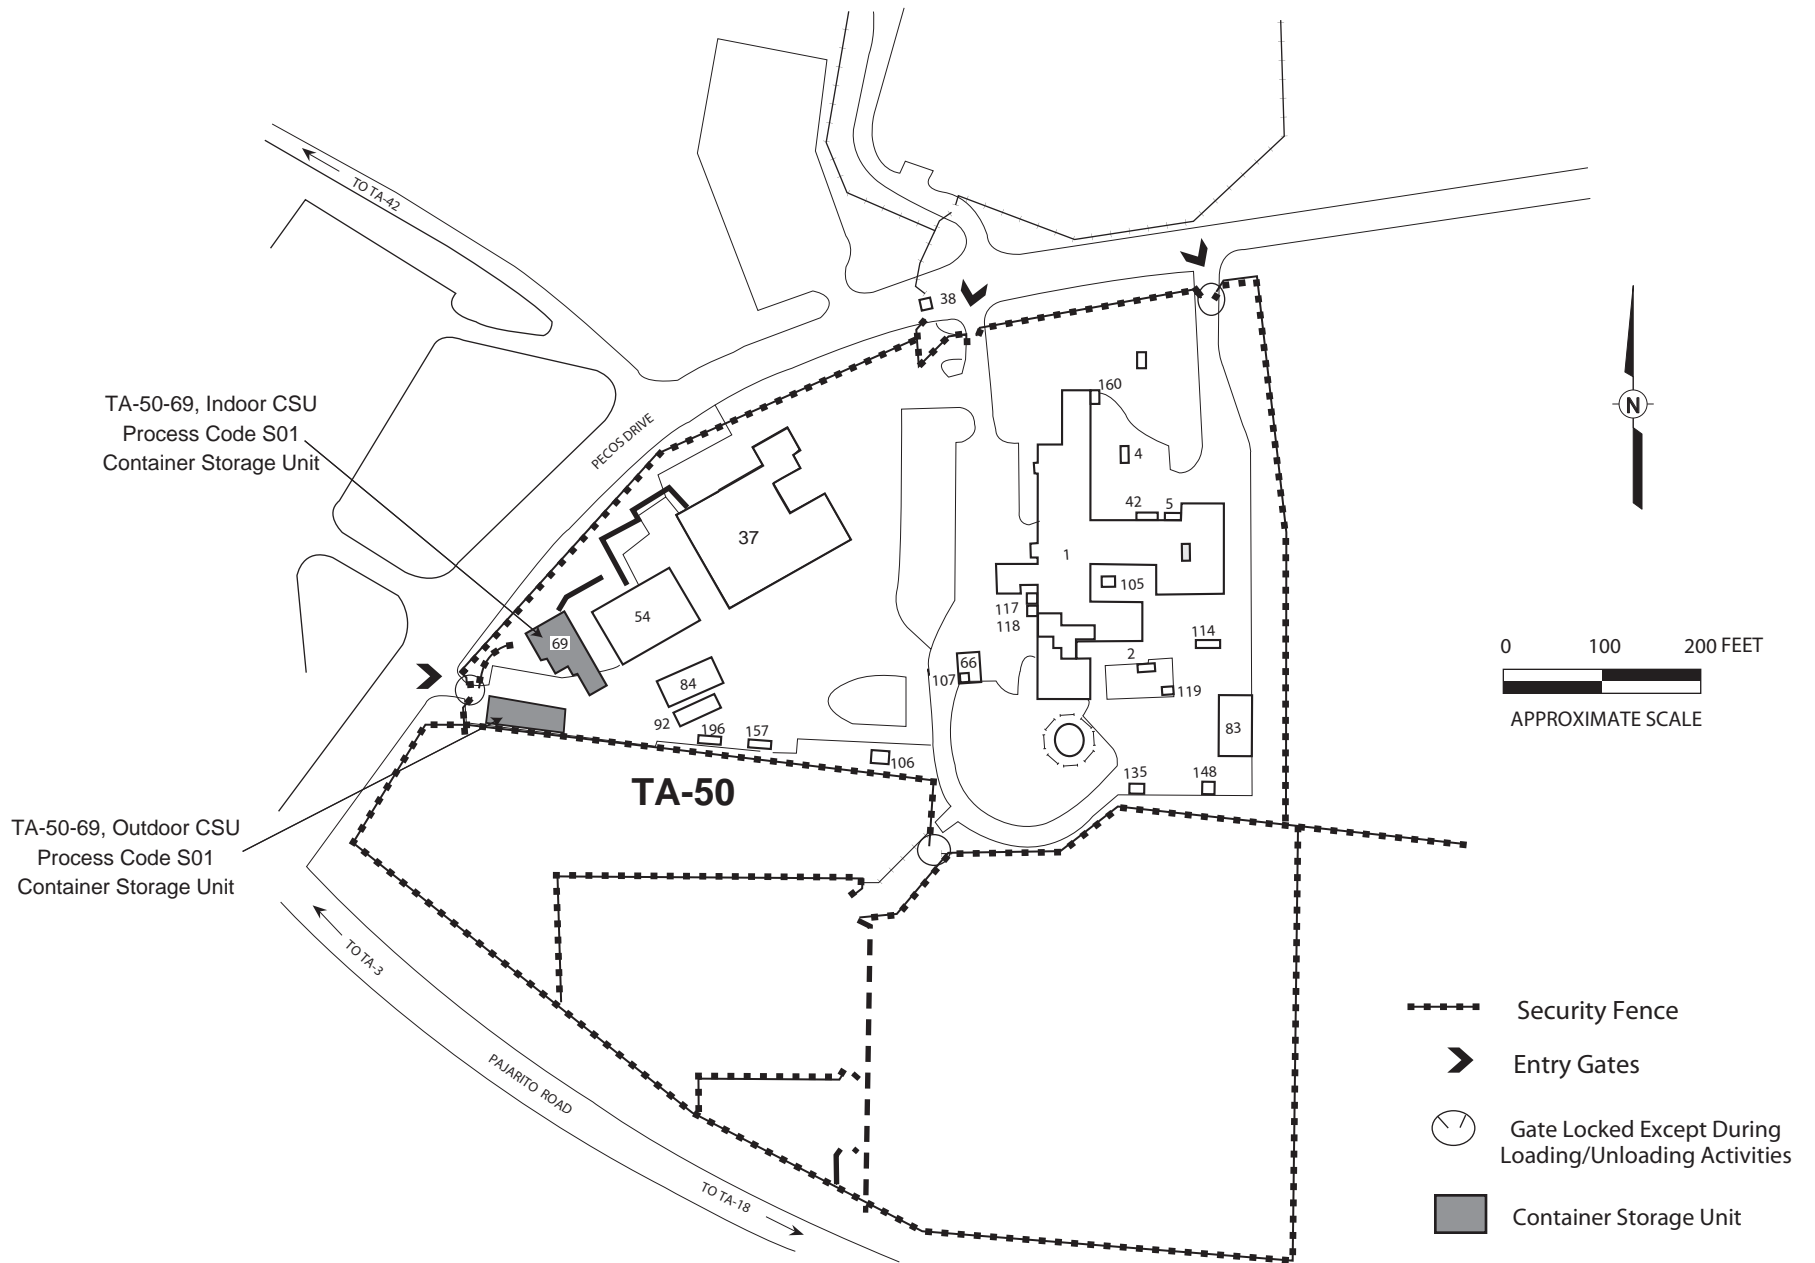 TO TA-42
38
TA-50-69, Indoor CSU
Process Code S01
Container Storage Unit
PECOS DRIVE
160
4
42
5
37
1
105
54
117
118
69
114
2
66
107
119
84
92
196
157
83
106
135
148
TA-50
TA-50-69, Outdoor CSU
Process Code S01
Container Storage Unit
TO TA-3
PAJARITO ROAD
TO TA-18
N
0 100 200 FEET
APPROXIMATE SCALE
Security Fence
Entry Gates
Gate Locked Except During
Loading/Unloading Activities
Container Storage Unit